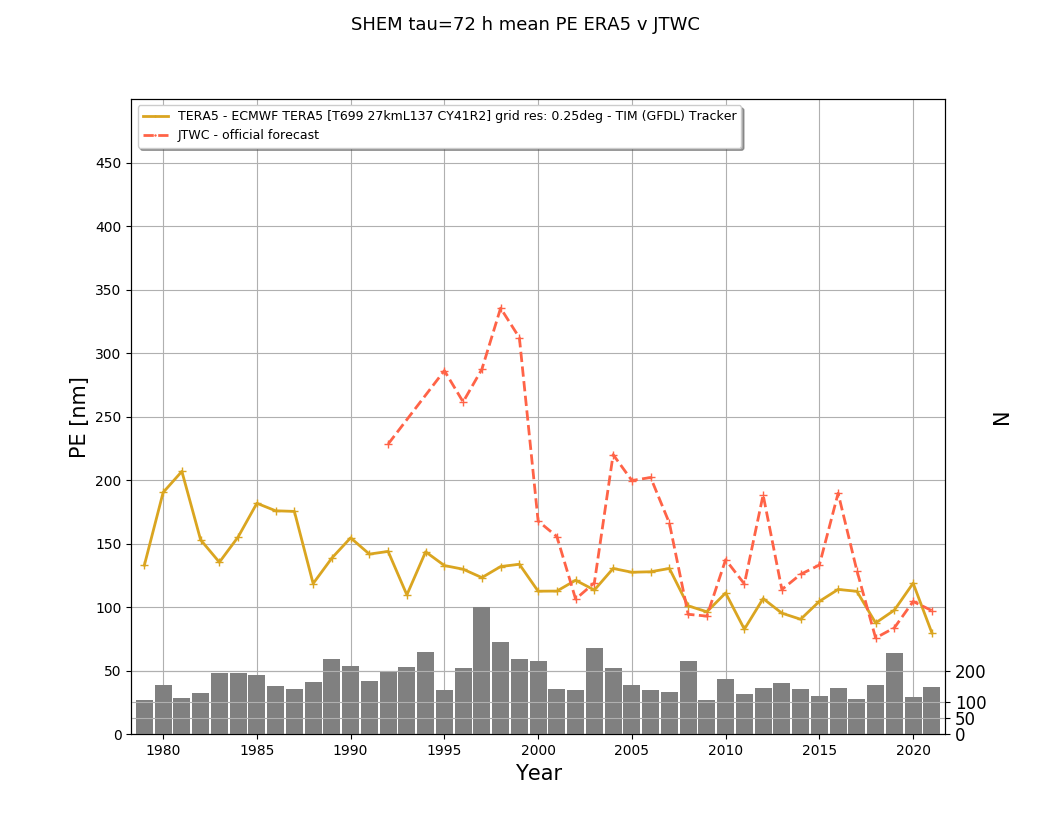 SHEM tau=72 h mean PE ERA5 v JTWC
TERA5 - ECMWF TERA5 [T699 27kmL137 CY41R2] grid res: 0.25deg - TIM (GFDL) Tracker
JTWC - official forecast
450
400
350
300
250
200
150
100
50
0
PE [nm]
N
200
100
50
0
1980 1985 1990 1995 2000 2005 2010 2015 2020
Year